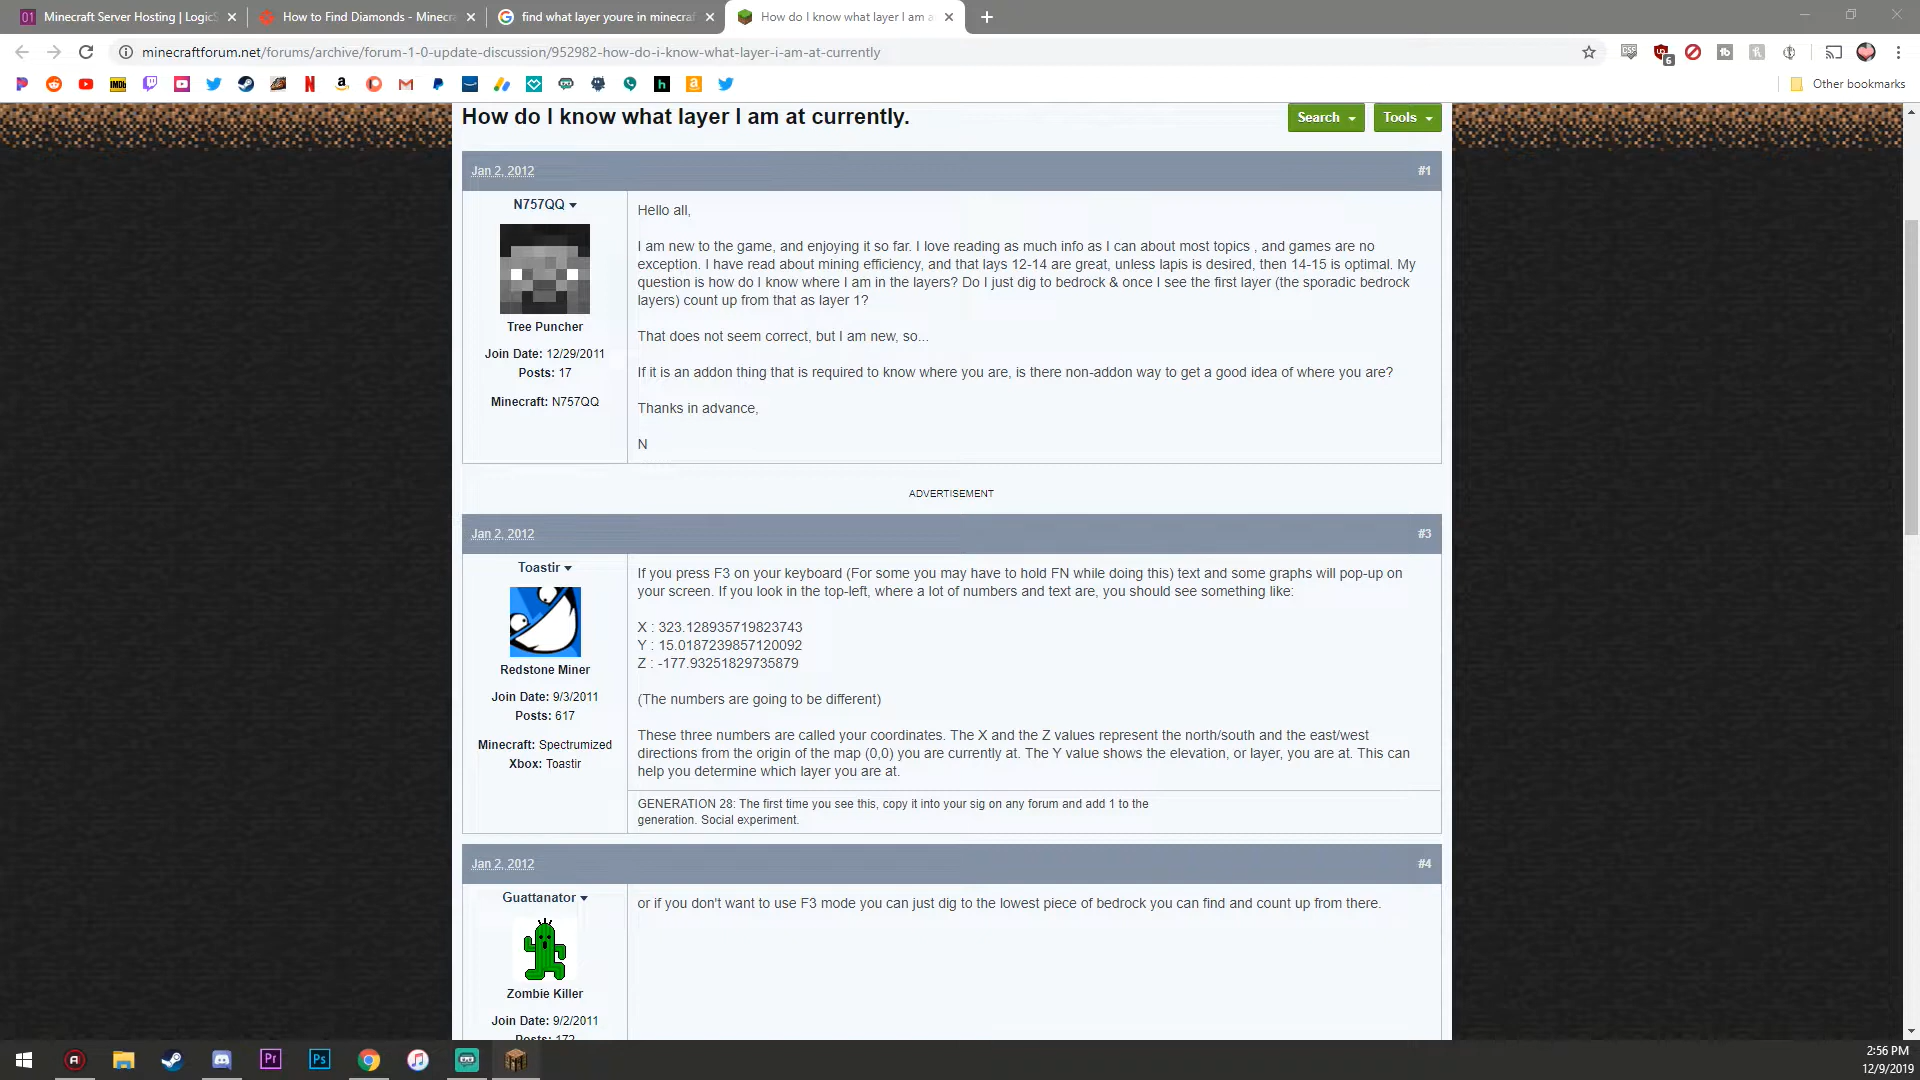 Minecraft Server Hosting | Logic
How to Find Diamonds - Minecra
find what layer youre in minecraf
How do I know what layer I am a
minecraftforum.net/forums/archive/forum-1-0-update-discussion/952982-how-do-i-know-what-layer-i-am-at-currently
6
Other bookmarks
How do I know what layer I am at currently.
Search
Tools
Jan 2, 2012
#1
N757QQ
Tree Puncher
Join Date: 12/29/2011
Posts: 17
Minecraft: N757QQ
Hello all,
I am new to the game, and enjoying it so far. I love reading as much info as I can about most topics , and games are no
exception. I have read about mining efficiency, and that lays 12-14 are great, unless lapis is desired, then 14-15 is optimal. My
question is how do I know where I am in the layers? Do I just dig to bedrock & once I see the first layer (the sporadic bedrock
layers) count up from that as layer 1?
That does not seem correct, but I am new, so...
If it is an addon thing that is required to know where you are, is there non-addon way to get a good idea of where you are?
Thanks in advance,
N
ADVERTISEMENT
Jan 2, 2012
#3
Toastir
Redstone Miner
Join Date: 9/3/2011
Posts: 617
Minecraft: Spectrumized
Xbox: Toastir
If you press F3 on your keyboard (For some you may have to hold FN while doing this) text and some graphs will pop-up on
your screen. If you look in the top-left, where a lot of numbers and text are, you should see something like:
X : 323.128935719823743
Y : 15.0187239857120092
Z : -177.93251829735879
(The numbers are going to be different)
These three numbers are called your coordinates. The X and the Z values represent the north/south and the east/west
directions from the origin of the map (0,0) you are currently at. The Y value shows the elevation, or layer, you are at. This can
help you determine which layer you are at.
GENERATION 28: The first time you see this, copy it into your sig on any forum and add 1 to the
generation. Social experiment.
Jan 2, 2012
#4
Guattanator
Zombie Killer
Join Date: 9/2/2011
Posts: 172
or if you don't want to use F3 mode you can just dig to the lowest piece of bedrock you can find and count up from there.
2:56 PM
12/9/2019